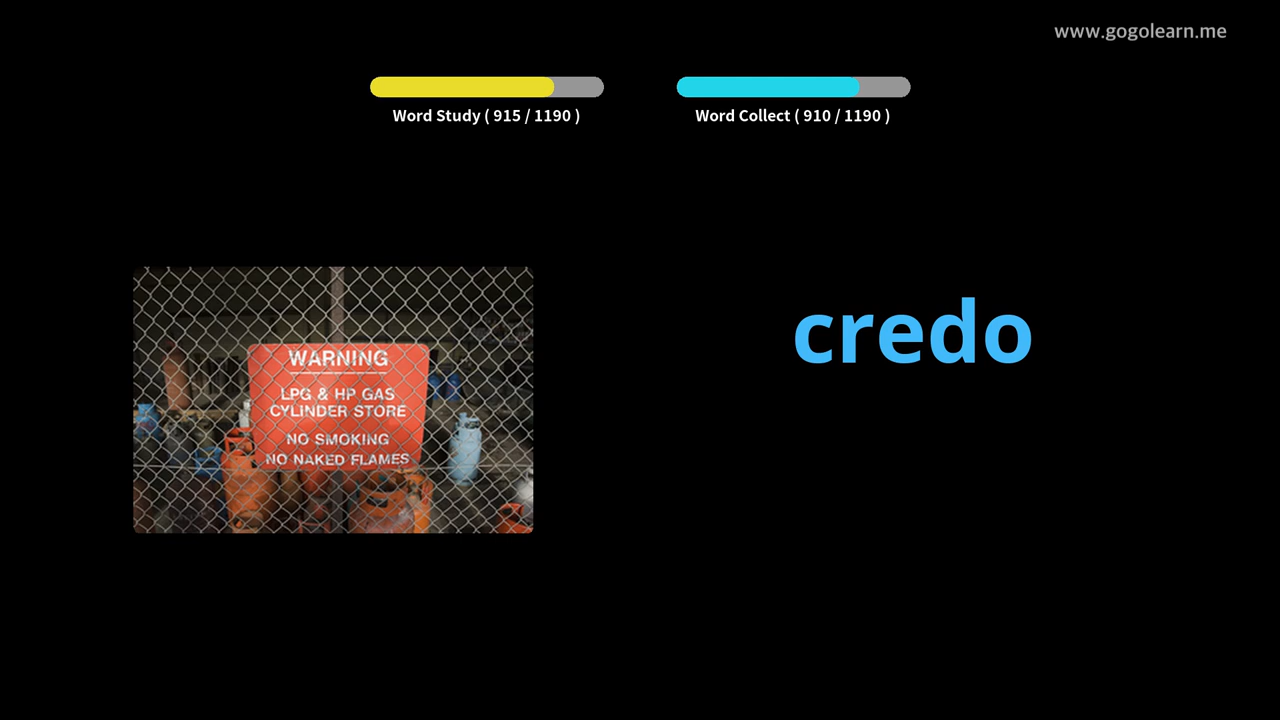 www.gogolearn.me
Word Study ( 915 / 1190 )
Word Collect ( 910 / 1190 )
WARNING
LPG & HP GAS
CYLINDER STORE
NO SMOKING
NO NAKED FLAMES
credo